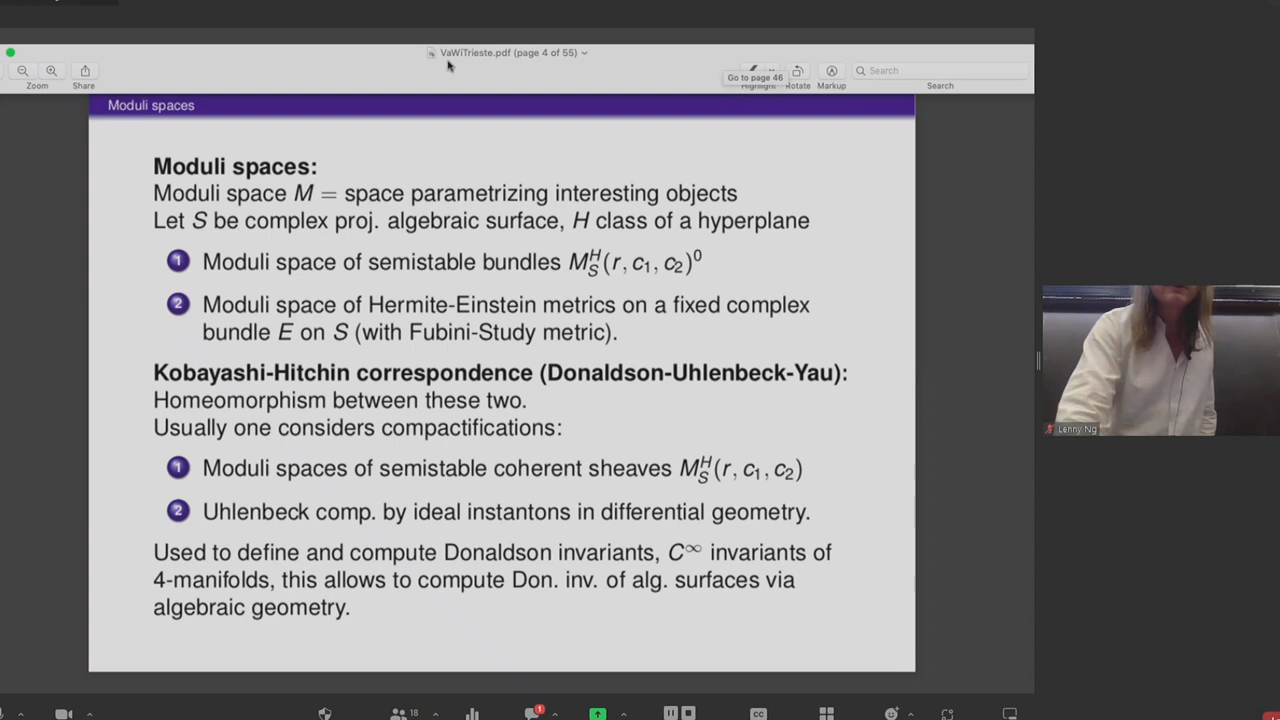 VaWiTrieste.pdf (page 4 of 55)
Zoom
Share
Go to page 46
Highlight
Rotate
Markup
Search
Search
Moduli spaces
Moduli spaces:
Moduli space M = space parametrizing interesting objects
Let S be complex proj. algebraic surface, H class of a hyperplane
1 Moduli space of semistable bundles M_S^H(r, c₁, c₂)⁰
2 Moduli space of Hermite-Einstein metrics on a fixed complex
bundle E on S (with Fubini-Study metric).
Kobayashi-Hitchin correspondence (Donaldson-Uhlenbeck-Yau):
Homeomorphism between these two.
Usually one considers compactifications:
1 Moduli spaces of semistable coherent sheaves M_S^H(r, c₁, c₂)
2 Uhlenbeck comp. by ideal instantons in differential geometry.
Used to define and compute Donaldson invariants, C^∞ invariants of
4-manifolds, this allows to compute Don. inv. of alg. surfaces via
algebraic geometry.
Lenny Ng
18
1
CC